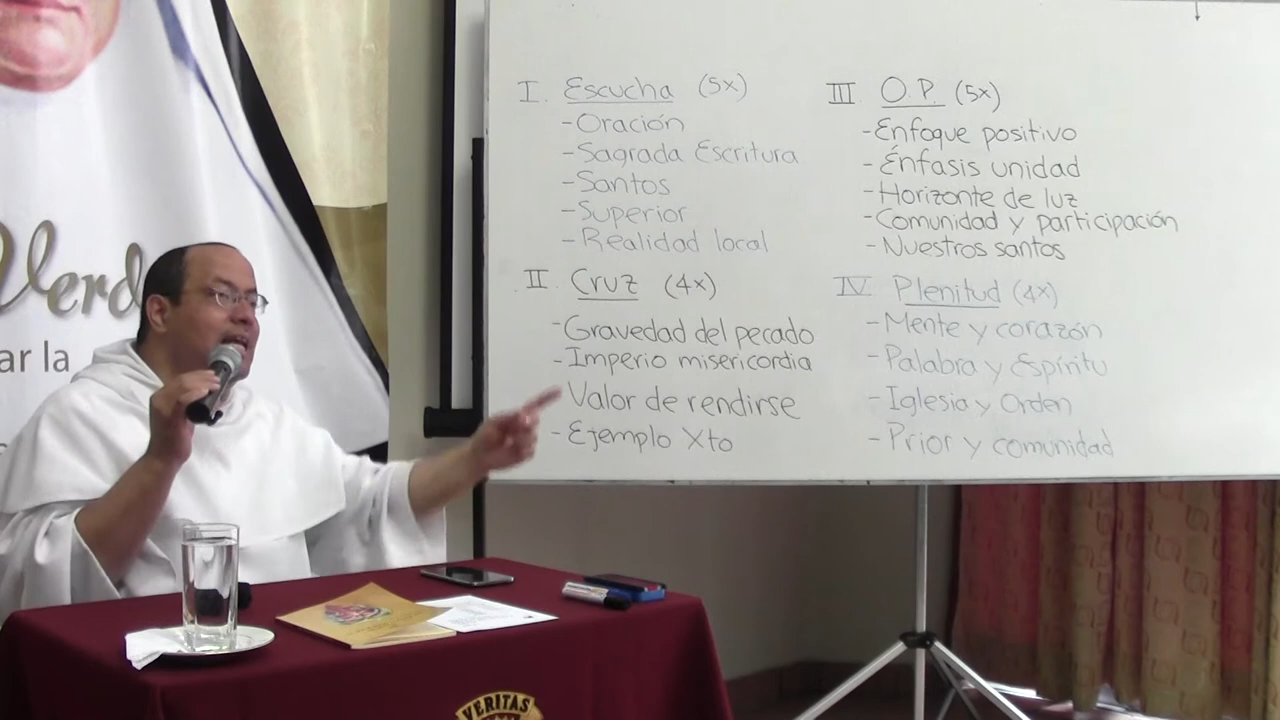 Verd
ar la
I. Escucha (5x)
- Oración
- Sagrada Escritura
- Santos
- Superior
- Realidad local
II Cruz (4x)
- Gravedad del pecado
- Imperio misericordia
- Valor de rendirse
- Ejemplo Xto
III O.P. (5x)
- Enfoque positivo
- Énfasis unidad
- Horizonte de luz
- Comunidad y participación
- Nuestros santos
IV Plenitud (4x)
- Mente y corazón
- Palabra y Espíritu
- Iglesia y Orden
- Prior y comunidad
VERITAS